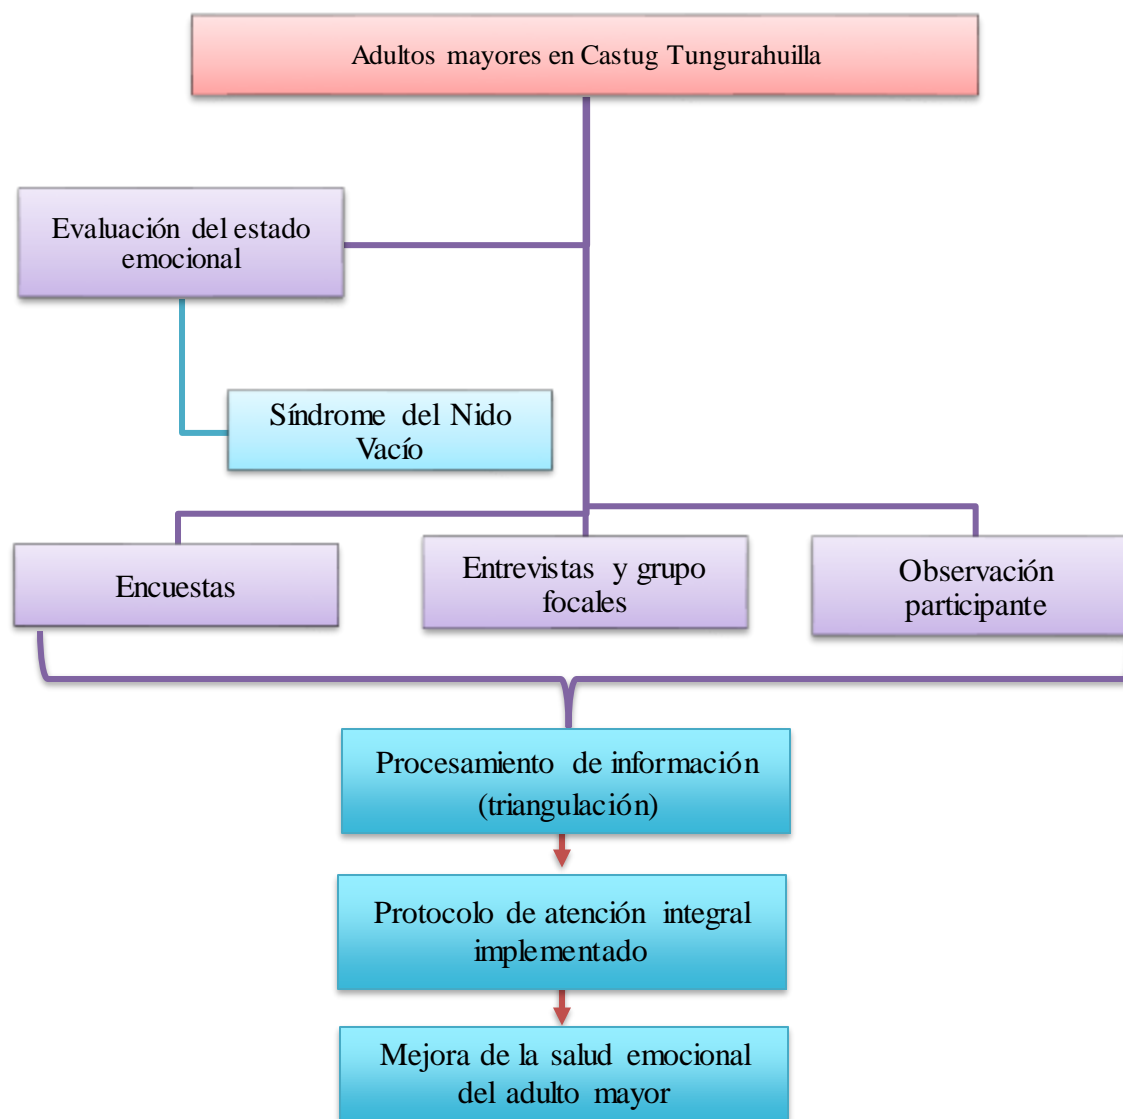 Adultos mayores en Castug Tungurahuilla
Evaluación del estado
emocional
Síndrome del Nido
Vacío
Encuestas
Entrevistas y grupo
focales
Observación
participante
Procesamiento de información
(triangulación)
Protocolo de atención integral
implementado
Mejora de la salud emocional
del adulto mayor